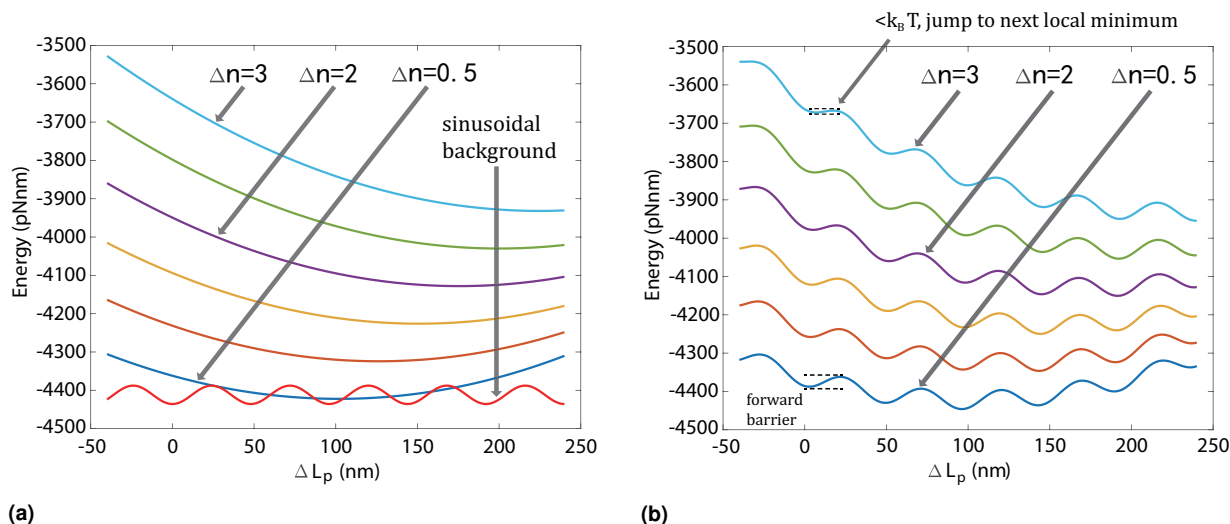 -3500
-3600
-3700
-3800
-3900
-4000
-4100
-4200
-4300
-4400
-4500
Energy (pNnm)
Δn=3
Δn=2
Δn=0. 5
sinusoidal
background
-50
0
50
100
150
200
250
Δ Lp (nm)
(a)
<kBT, jump to next local minimum
-3500
-3600
-3700
-3800
-3900
-4000
-4100
-4200
-4300
-4400
-4500
Energy (pNnm)
Δn=3
Δn=2
Δn=0. 5
forward
barrier
-50
0
50
100
150
200
250
Δ Lp (nm)
(b)